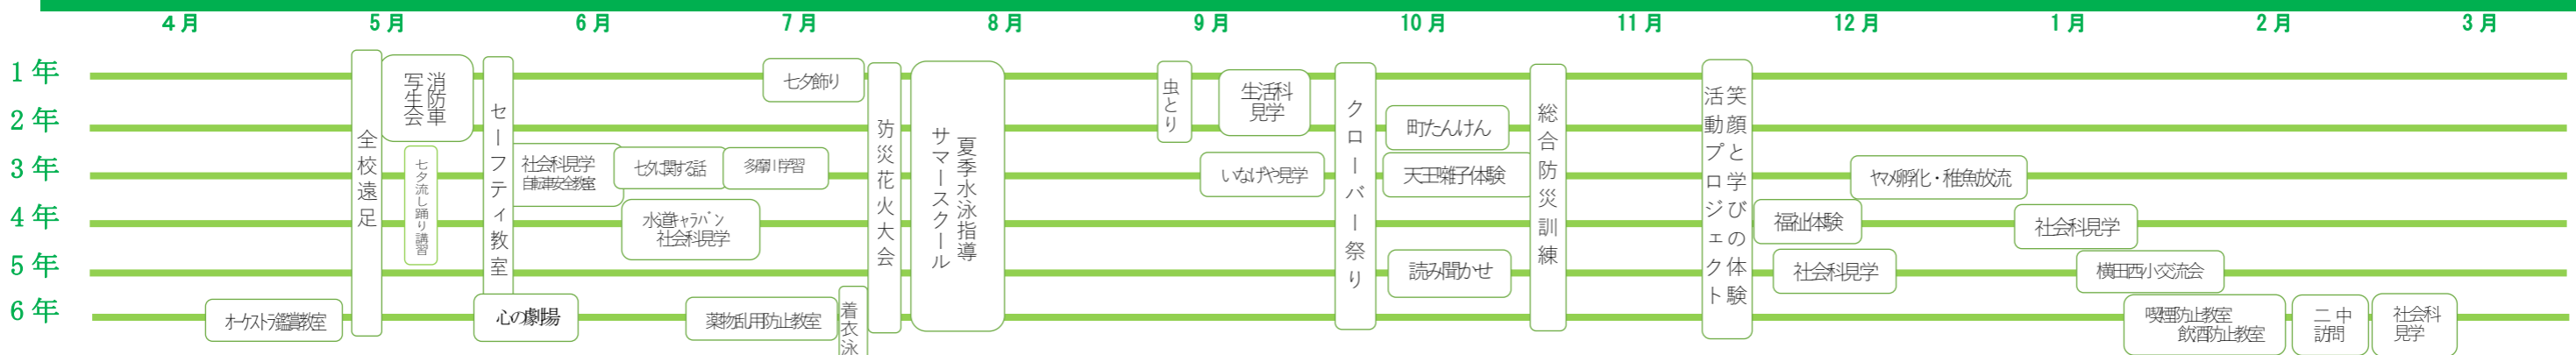 4月 5月 6月 7月 8月 9月 10月 11月 12月 1月 2月 3月
1年
2年
3年
4年
5年
6年
オーケストラ鑑賞教室
全校遠足
消防車
写生会
七夕流し踊り講習
セーフティ教室
心の劇場
社会科見学
自転車安全教室
七夕に関する話
水道キャラバン
社会科見学
多摩川学習
七夕飾り
薬物乱用防止教室
着衣泳
防災花火大会
夏季水泳指導
サマースクール
虫とり
生活科
見学
いなげや見学
クローバー祭り
町たんけん
天王囃子体験
読み聞かせ
総合防災訓練
笑顔と学びの体験
活動プロジェクト
福祉体験
社会科見学
ヤマメ孵化・稚魚放流
社会科見学
横田西小交流会
喫煙防止教室
飲酒防止教室
二中
訪問
社会科
見学